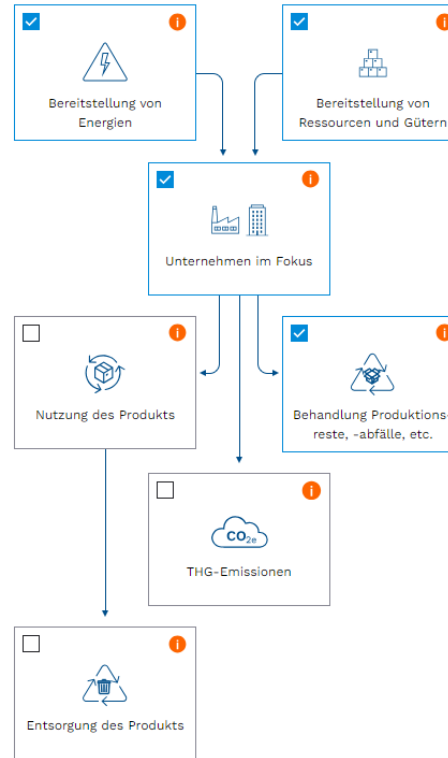 i
i
Bereitstellung von
Energien
Bereitstellung von
Ressourcen und Gütern
i
Unternehmen im Fokus
i
i
Nutzung des Produkts
Behandlung Produktions-
reste, -abfälle, etc.
i
CO2e
THG-Emissionen
i
Entsorgung des Produkts